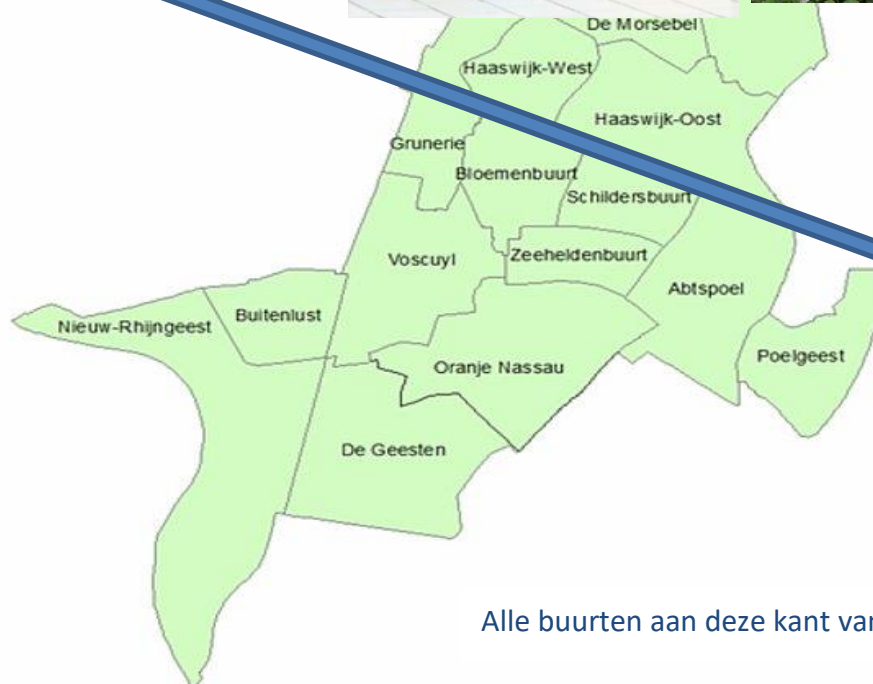 De Morsebel
Haaswijk-West
Haaswijk-Oost
Grunerie
Bloemenbuurt
Schildersbuurt
Voscuyl
Zeeheldenbuurt
Abtspoel
Nieuw-Rhijngeest
Buitenlust
Poelgeest
Oranje Nassau
De Geesten
Alle buurten aan deze kant van